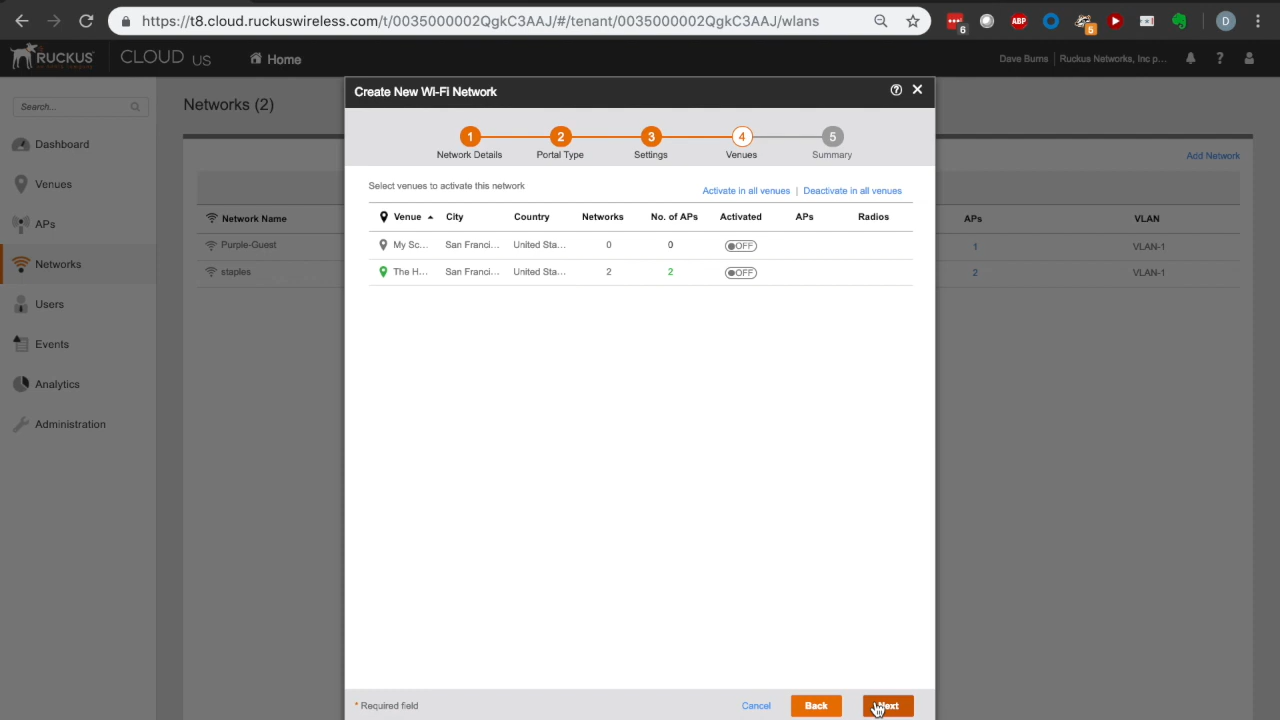 https://t8.cloud.ruckuswireless.com/t/0035000002QgkC3AAJ/#/tenant/0035000002QgkC3AAJ/wlans
6
ABP
5
D
RUCKUS
CLOUD US
Home
Dave Burns
Ruckus Networks, Inc p...
?
Search...
Dashboard
Venues
APs
Networks
Users
Events
Analytics
Administration
Networks (2)
Add Network
Network Name
APs
VLAN
Purple-Guest
1
VLAN-1
staples
2
VLAN-1
Create New Wi-Fi Network
?
1 2 3 4 5
Network Details Portal Type Settings Venues Summary
Select venues to activate this network
Activate in all venues | Deactivate in all venues
Venue City Country Networks No. of APs Activated APs Radios
My Sc... San Franci... United Sta... 0 0 OFF
The H... San Franci... United Sta... 2 2 OFF
* Required field
Cancel
Back
Next